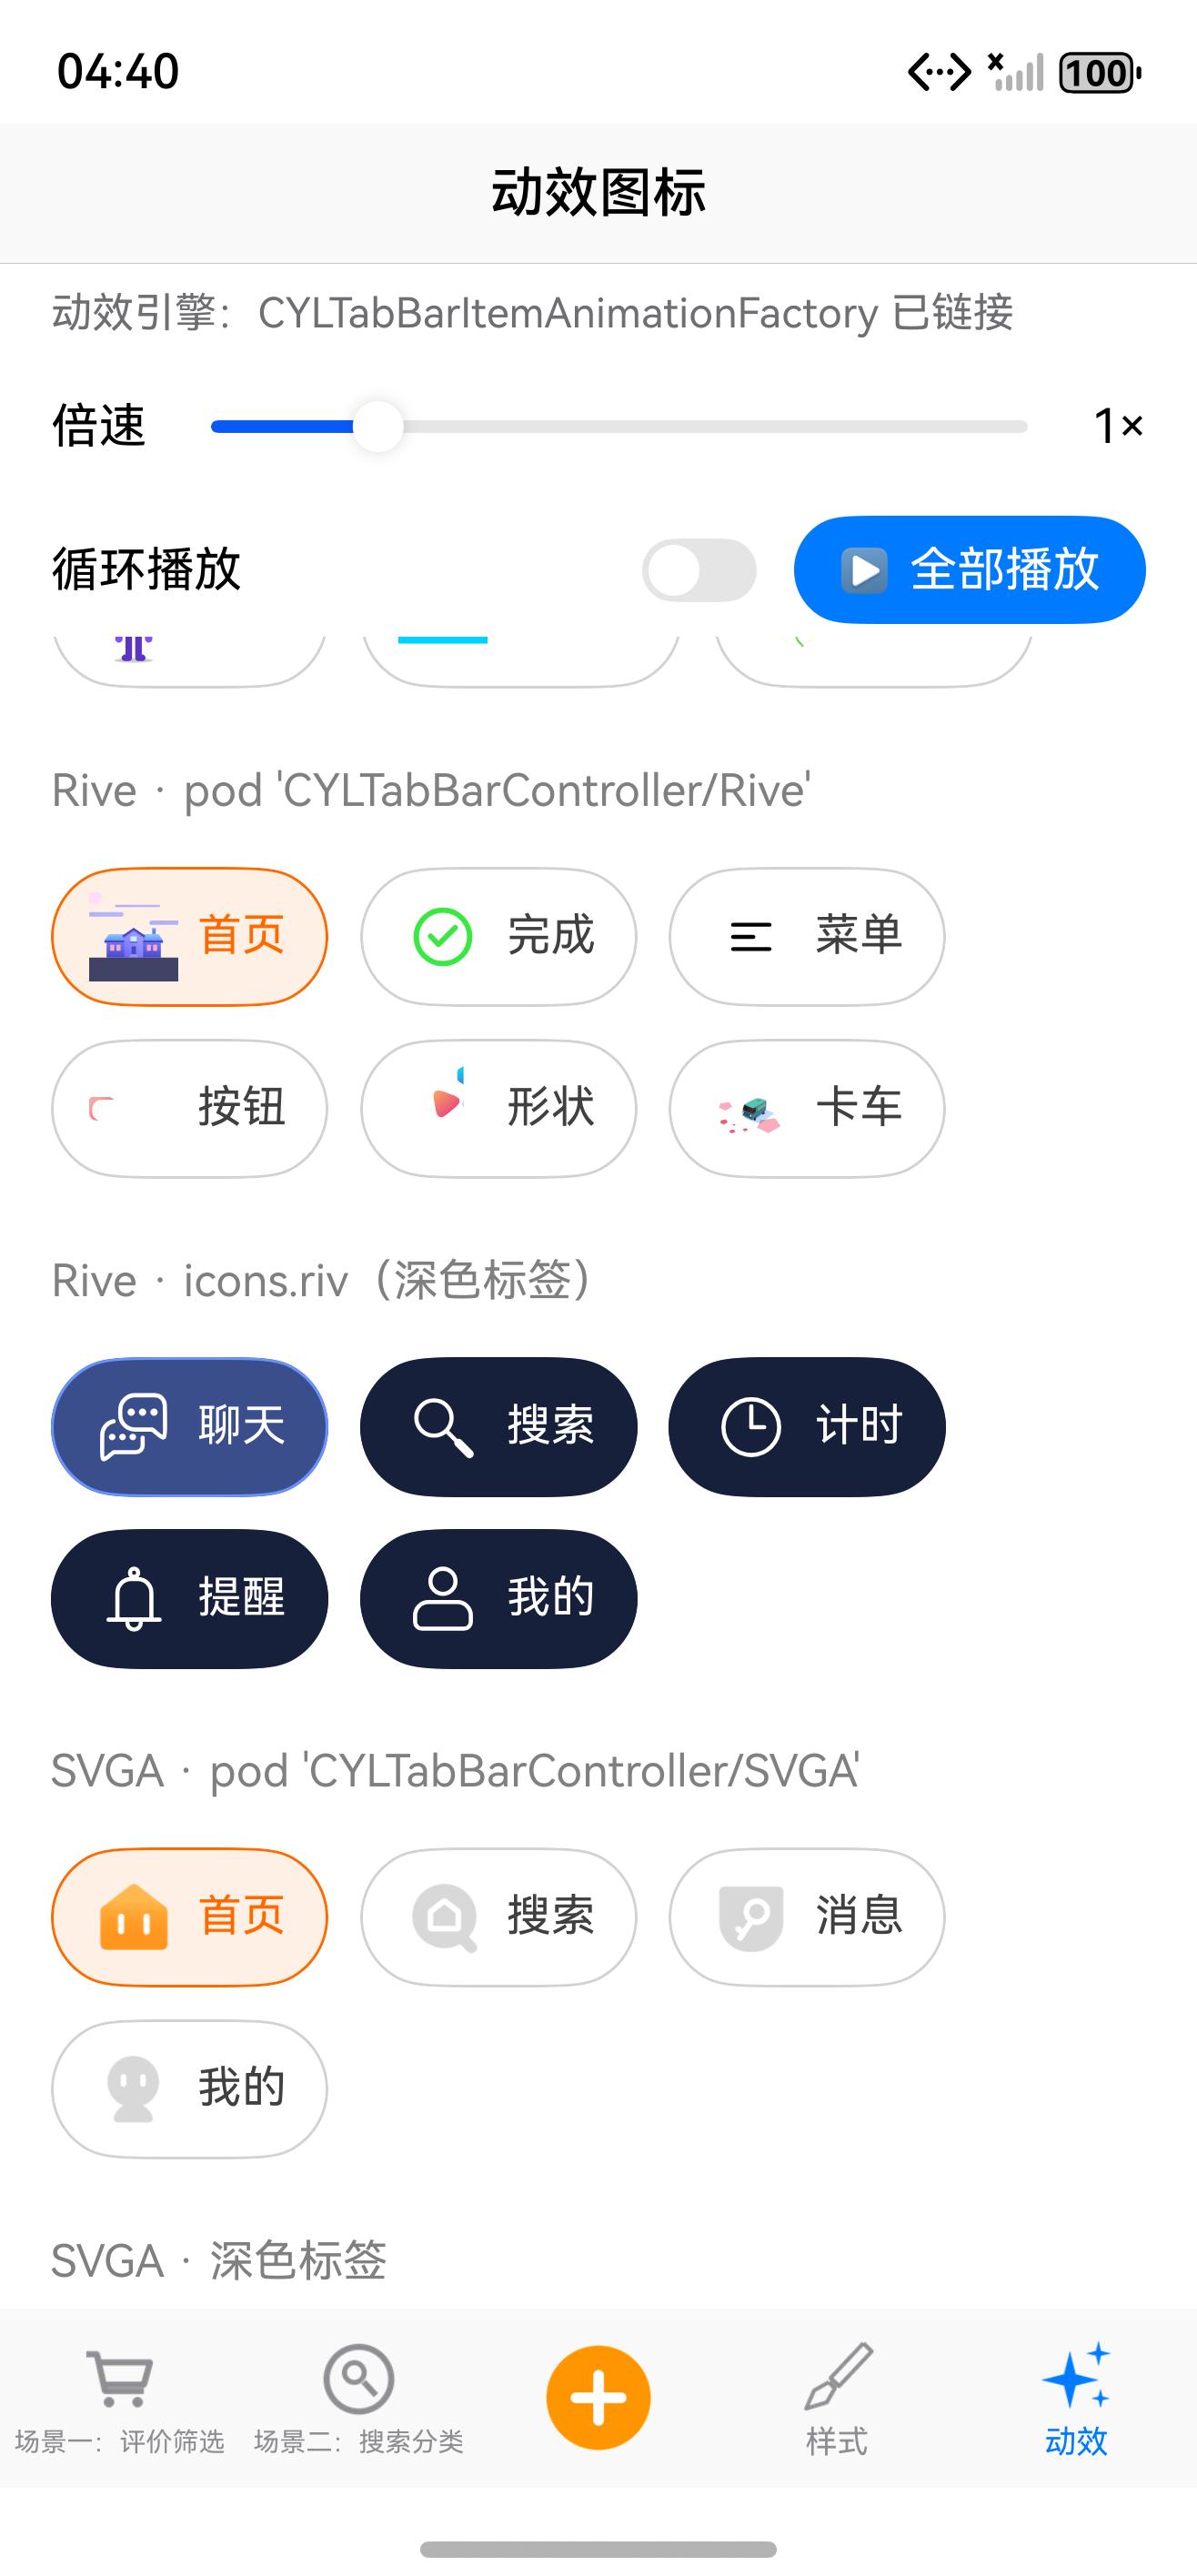 04:40
100
动效图标
动效引擎：CYLTabBarItemAnimationFactory 已链接
倍速 1×
循环播放 全部播放
Rive · pod 'CYLTabBarController/Rive'
首页 完成 菜单
按钮 形状 卡车
Rive · icons.riv（深色标签）
聊天 搜索 计时
提醒 我的
SVGA · pod 'CYLTabBarController/SVGA'
首页 搜索 消息
我的
SVGA · 深色标签
场景一：评价筛选 场景二：搜索分类 样式 动效